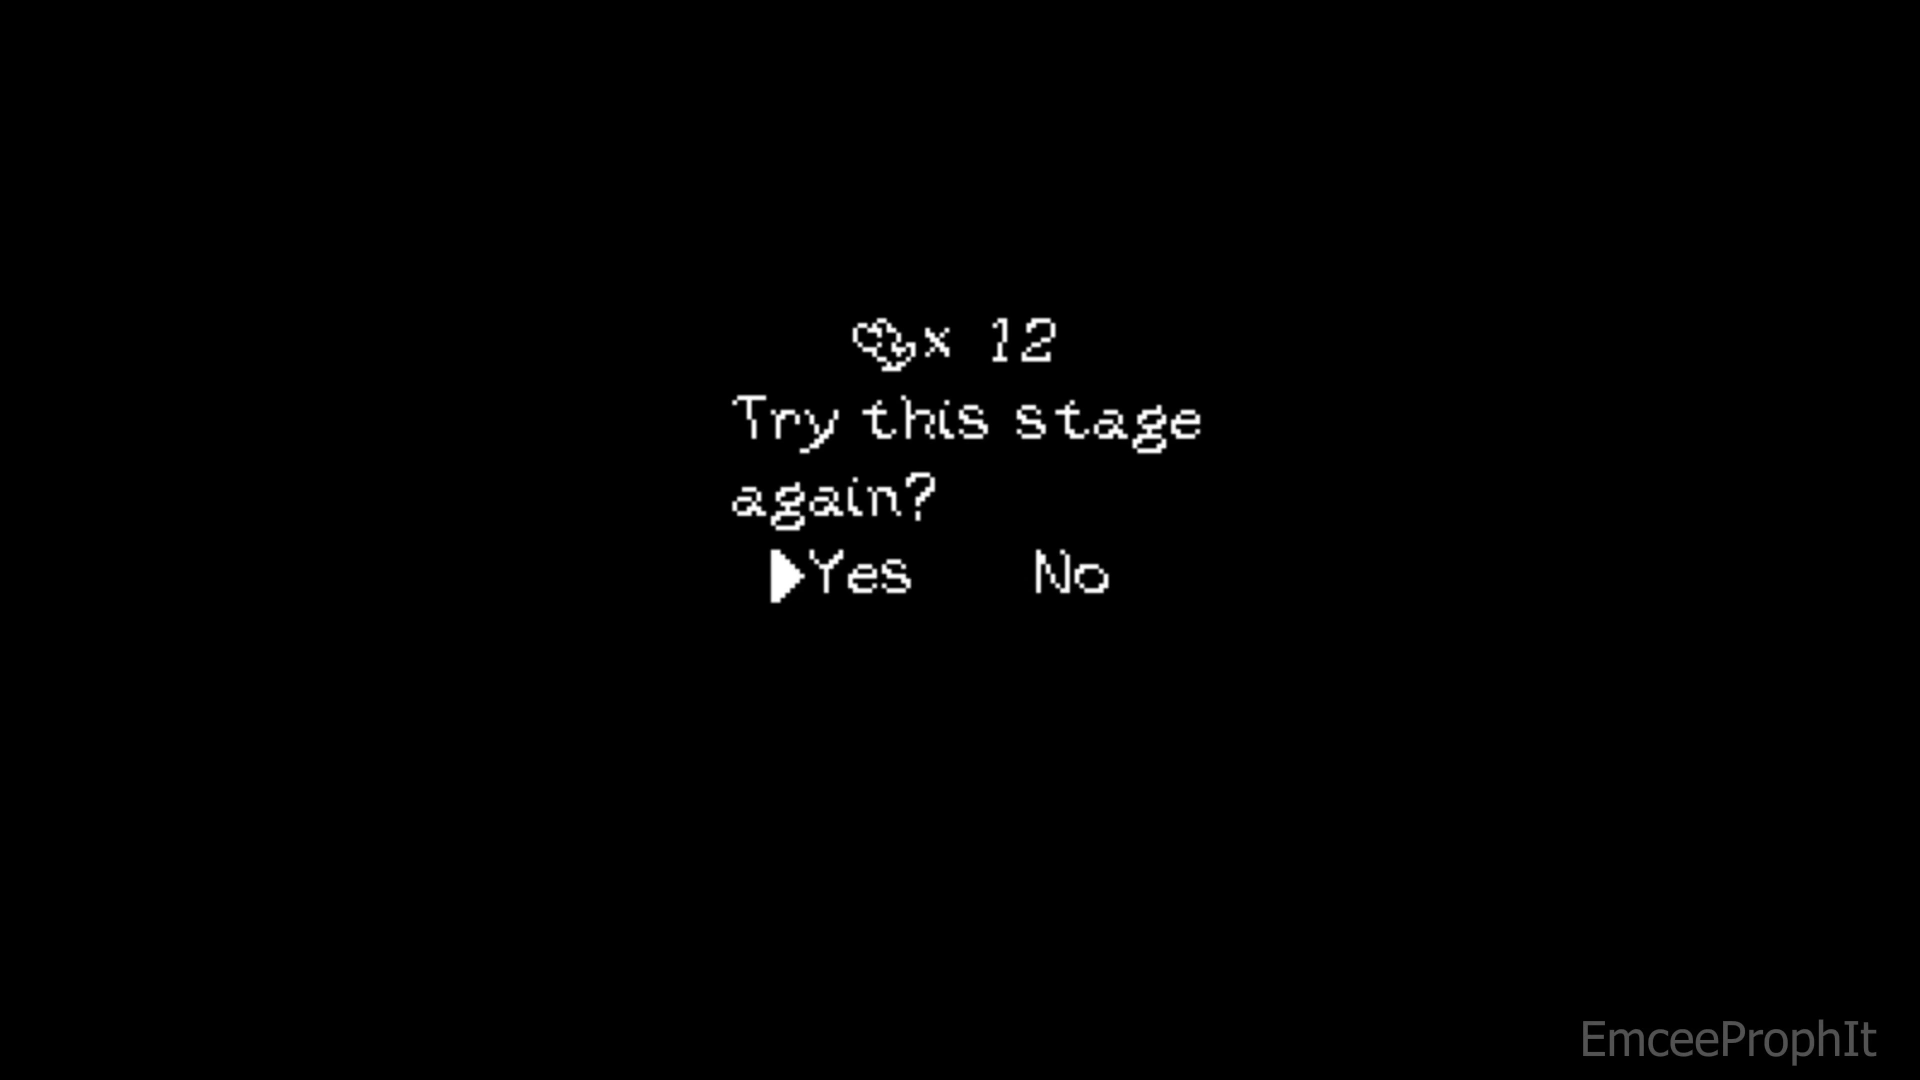 x 12
Try this stage
again?
Yes No
EmceeProphIt